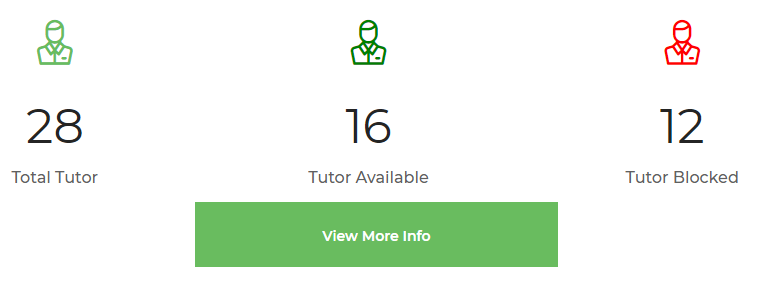 28
16
12
Total Tutor
Tutor Available
Tutor Blocked
View More Info